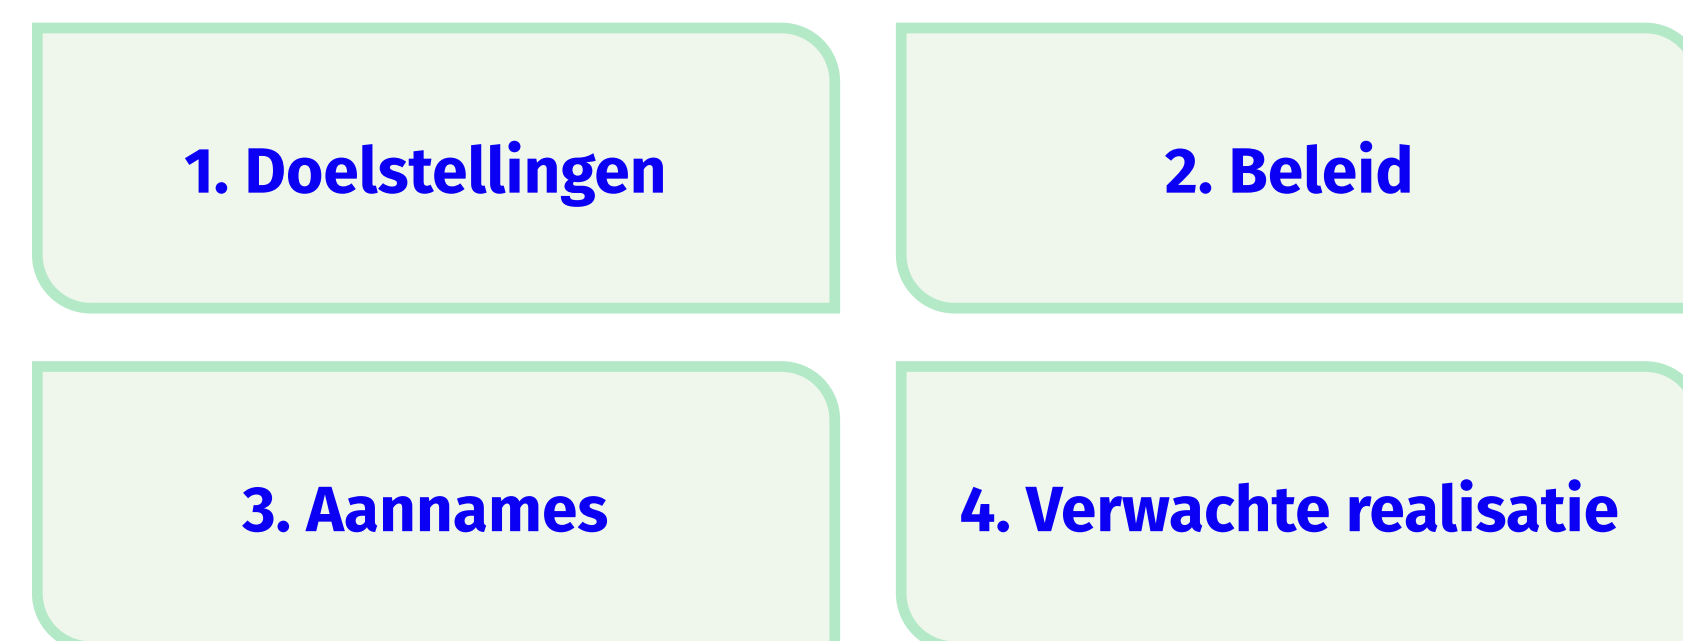 1. Doelstellingen
2. Beleid
3. Aannames
4. Verwachte realisatie